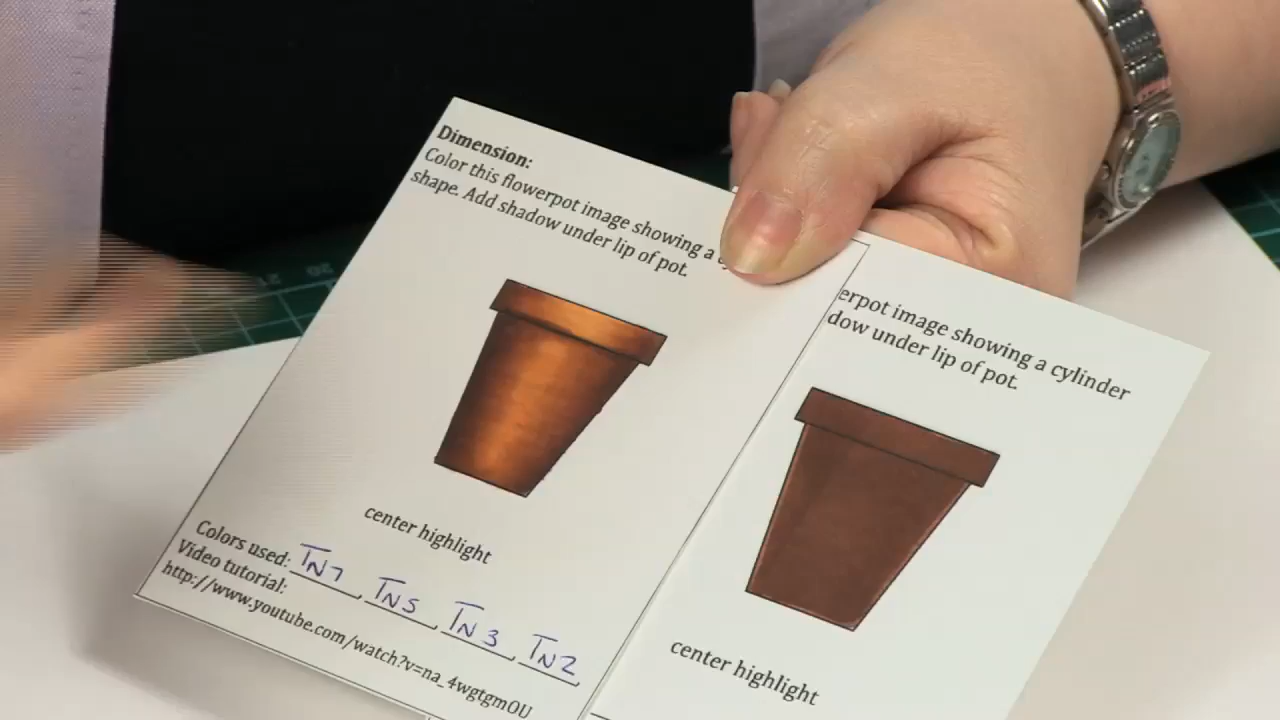 Dimension:
Color this flowerpot image showing a
shape. Add shadow under lip of pot.
center highlight
Colors used: TN7, TN5, TN3, TN2
Video tutorial:
http://www.youtube.com/watch?v=na_4wgtgm0U
erpot image showing a cylinder
dow under lip of pot.
center highlight
20